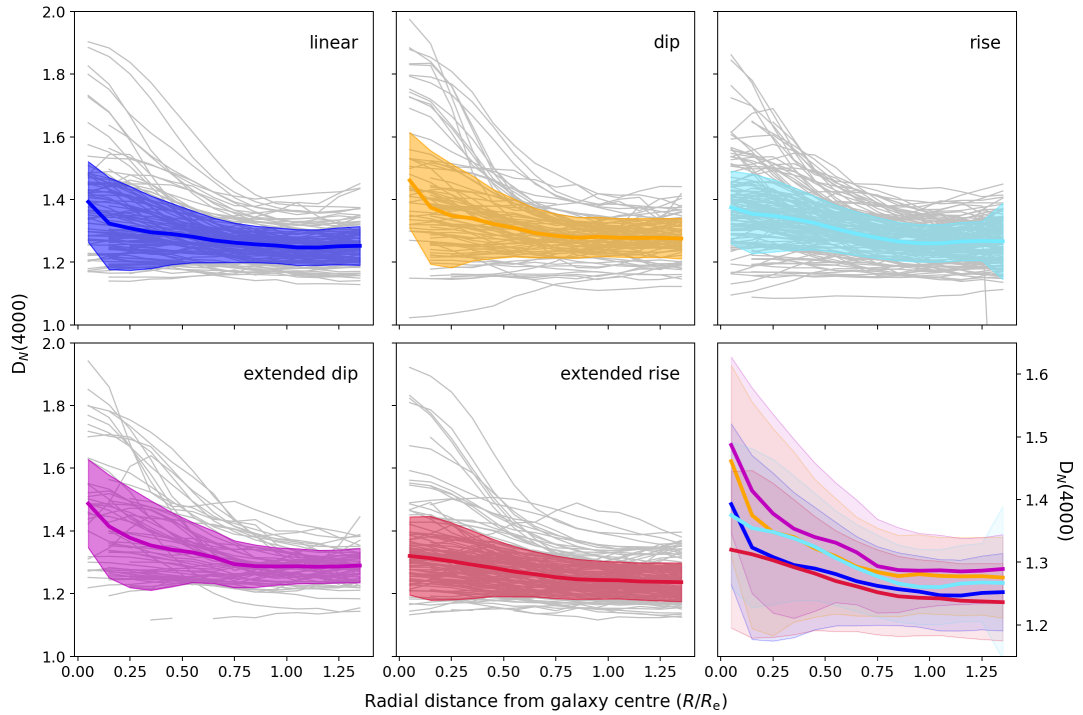 linear
dip
rise
2.0
1.8
1.6
1.4
1.2
1.0
extended dip
extended rise
2.0
1.8
1.6
1.4
1.2
1.0
1.6
1.5
1.4
1.3
1.2
D_N(4000)
D_N(4000)
0.00 0.25 0.50 0.75 1.00 1.25
0.00 0.25 0.50 0.75 1.00 1.25
0.00 0.25 0.50 0.75 1.00 1.25
Radial distance from galaxy centre (R/R_e)